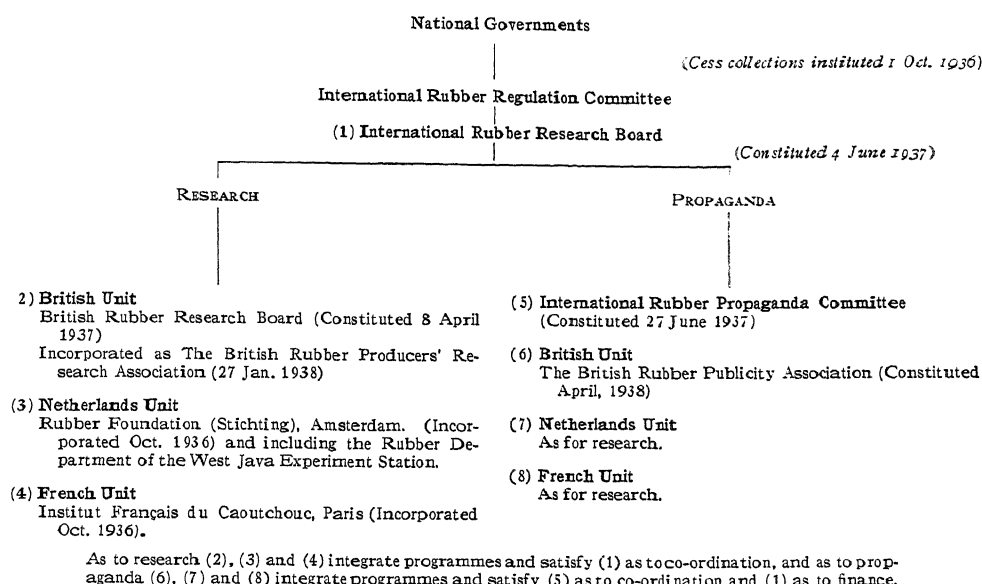 National Governments
(Cess collections instituted 1 Oct. 1936)
International Rubber Regulation Committee
(1) International Rubber Research Board
(Constituted 4 June 1937)
RESEARCH
PROPAGANDA
2) British Unit
British Rubber Research Board (Constituted 8 April
1937)
Incorporated as The British Rubber Producers' Re-
search Association (27 Jan. 1938)
(3) Netherlands Unit
Rubber Foundation (Stichting), Amsterdam. (Incor-
porated Oct. 1936) and including the Rubber De-
partment of the West Java Experiment Station.
(4) French Unit
Institut Français du Caoutchouc, Paris (Incorporated
Oct. 1936).
(5) International Rubber Propaganda Committee
(Constituted 27 June 1937)
(6) British Unit
The British Rubber Publicity Association (Constituted
April, 1938)
(7) Netherlands Unit
As for research.
(8) French Unit
As for research.
As to research (2), (3) and (4) integrate programmes and satisfy (1) as to co-ordination, and as to prop-
aganda (6), (7) and (8) integrate programmes and satisfy (5) as to co-ordination and (1) as to finance.